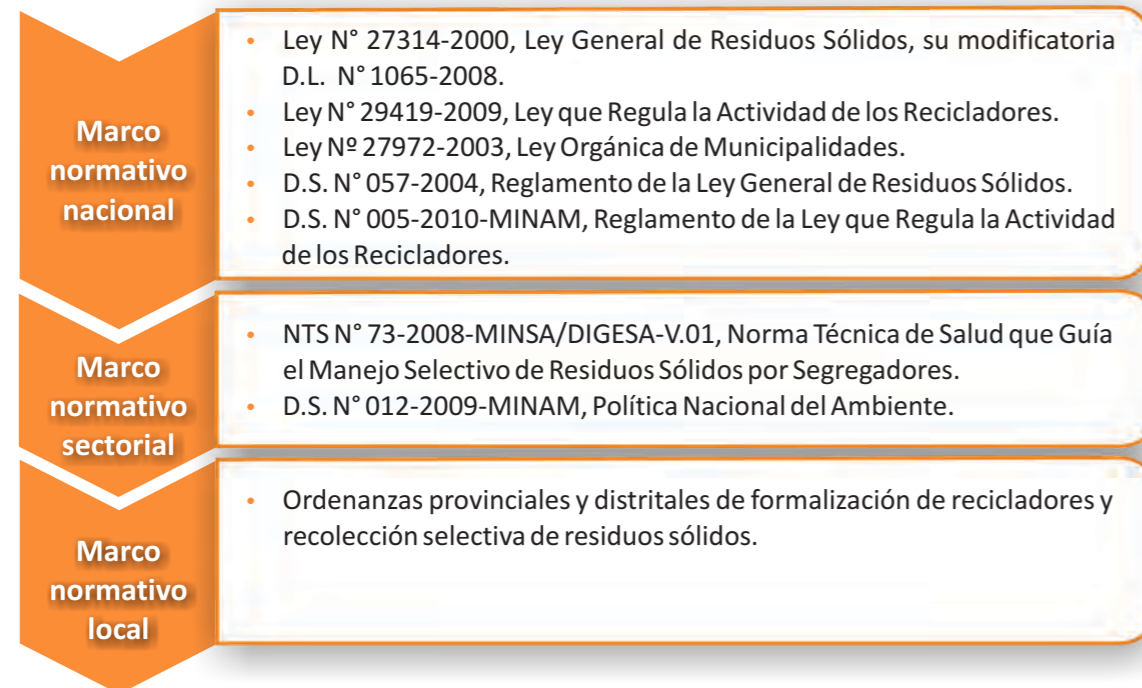 Marco
normativo
nacional
• Ley N° 27314-2000, Ley General de Residuos Sólidos, su modificatoria
D.L. N° 1065-2008.
• Ley N° 29419-2009, Ley que Regula la Actividad de los Recicladores.
• Ley Nº 27972-2003, Ley Orgánica de Municipalidades.
• D.S. N° 057-2004, Reglamento de la Ley General de Residuos Sólidos.
• D.S. N° 005-2010-MINAM, Reglamento de la Ley que Regula la Actividad
de los Recicladores.
Marco
normativo
sectorial
• NTS N° 73-2008-MINSA/DIGESA-V.01, Norma Técnica de Salud que Guía
el Manejo Selectivo de Residuos Sólidos por Segregadores.
• D.S. N° 012-2009-MINAM, Política Nacional del Ambiente.
Marco
normativo
local
• Ordenanzas provinciales y distritales de formalización de recicladores y
recolección selectiva de residuos sólidos.